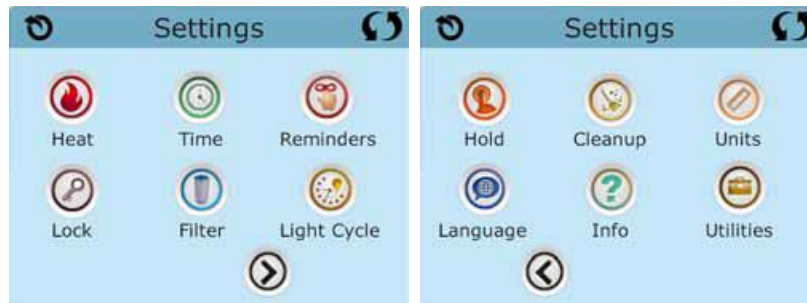 Settings
Heat Time Reminders
Lock Filter Light Cycle
Settings
Hold Cleanup Units
Language Info Utilities